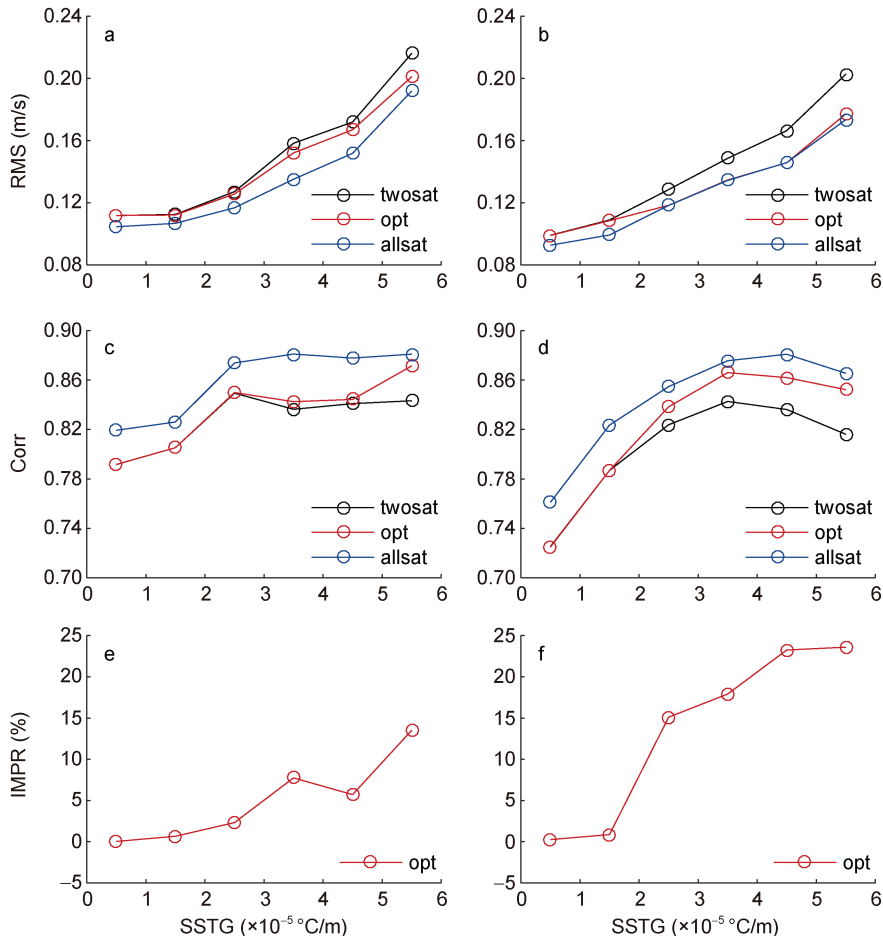 a
0.24
0.20
0.16
0.12
0.08
RMS (m/s)
twosat
opt
allsat
0 1 2 3 4 5 6
b
0.24
0.20
0.16
0.12
0.08
twosat
opt
allsat
0 1 2 3 4 5 6
c
0.90
0.86
0.82
0.78
0.74
0.70
Corr
twosat
opt
allsat
0 1 2 3 4 5 6
d
0.90
0.86
0.82
0.78
0.74
0.70
twosat
opt
allsat
0 1 2 3 4 5 6
e
25
20
15
10
5
0
–5
IMPR (%)
opt
0 1 2 3 4 5 6
SSTG (×10⁻⁵ °C/m)
f
25
20
15
10
5
0
–5
opt
0 1 2 3 4 5 6
SSTG (×10⁻⁵ °C/m)